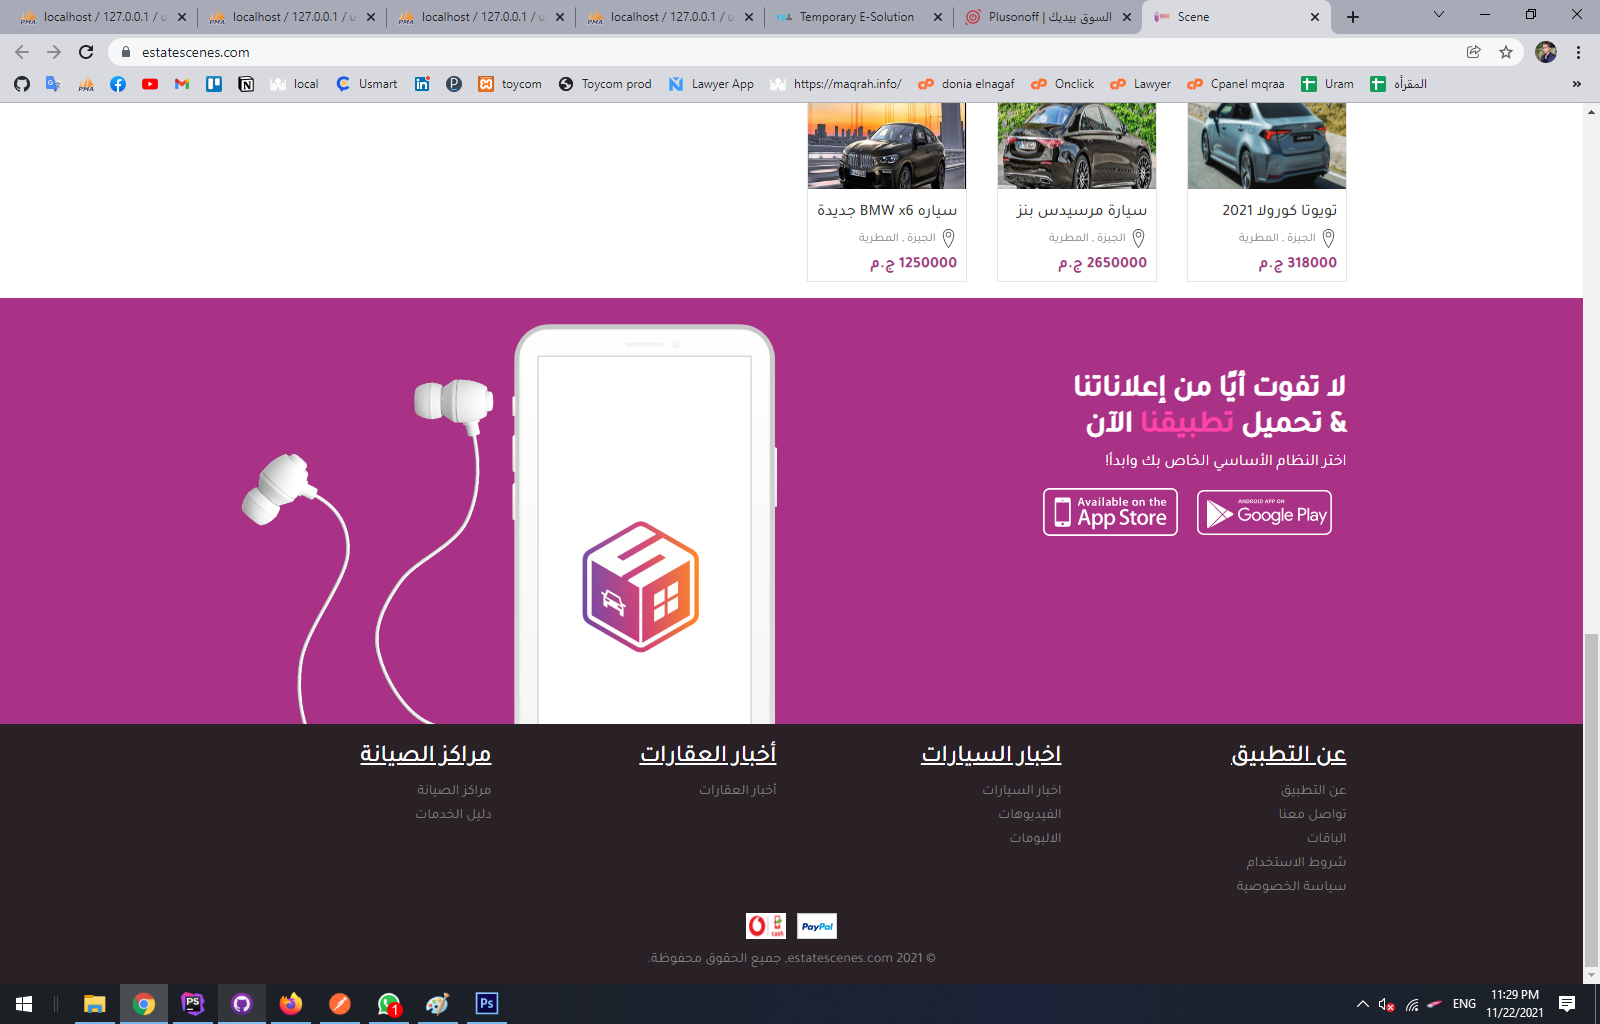 localhost / 127.0.0.1 / u
localhost / 127.0.0.1 / u
localhost / 127.0.0.1 / u
localhost / 127.0.0.1 / u
Temporary E-Solution
Plusonoff | السوق بيديك
Scene
estatescenes.com
PMA
local
Usmart
toycom
Toycom prod
Lawyer App
https://maqrah.info/
donia elnagaf
Onclick
Lawyer
Cpanel mqraa
Uram
المقرأه
تويوتا كورولا 2021
الجيزة , المطرية
318000 ج.م
سيارة مرسيدس بنز
الجيزة , المطرية
2650000 ج.م
سياره BMW x6 جديدة
الجيزة , المطرية
1250000 ج.م
لا تفوت أيًا من إعلاناتنا
& تحميل تطبيقنا الآن
اختر النظام الأساسي الخاص بك وابدأ!
ANDROID APP ON
Google Play
Available on the
App Store
عن التطبيق
عن التطبيق
تواصل معنا
الباقات
شروط الاستخدام
سياسة الخصوصية
اخبار السيارات
اخبار السيارات
الفيديوهات
الالبومات
أخبار العقارات
أخبار العقارات
مراكز الصيانة
مراكز الصيانة
دليل الخدمات
PayPal
cash
© 2021 estatescenes.com, جميع الحقوق محفوظة.
PS
1
Ps
ENG
11:29 PM
11/22/2021